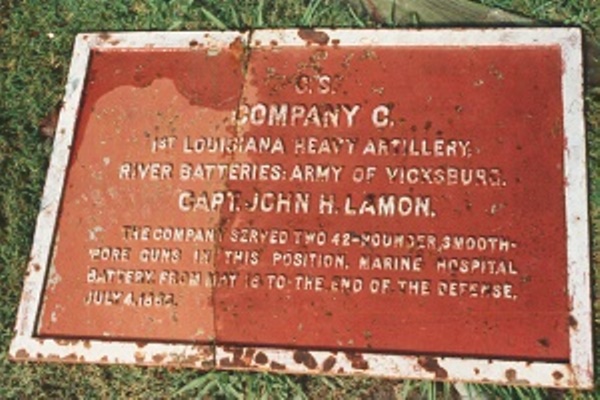 C. S.
COMPANY C.
1ST LOUISIANA HEAVY ARTILLERY,
RIVER BATTERIES: ARMY OF VICKSBURG.
CAPT. JOHN H. LAMON.
THE COMPANY SERVED TWO 42-POUNDER, SMOOTH-
BORE GUNS IN THIS POSITION, MARINE HOSPITAL
BATTERY, FROM MAY 18 TO THE END OF THE DEFENSE,
JULY 4, 1863.